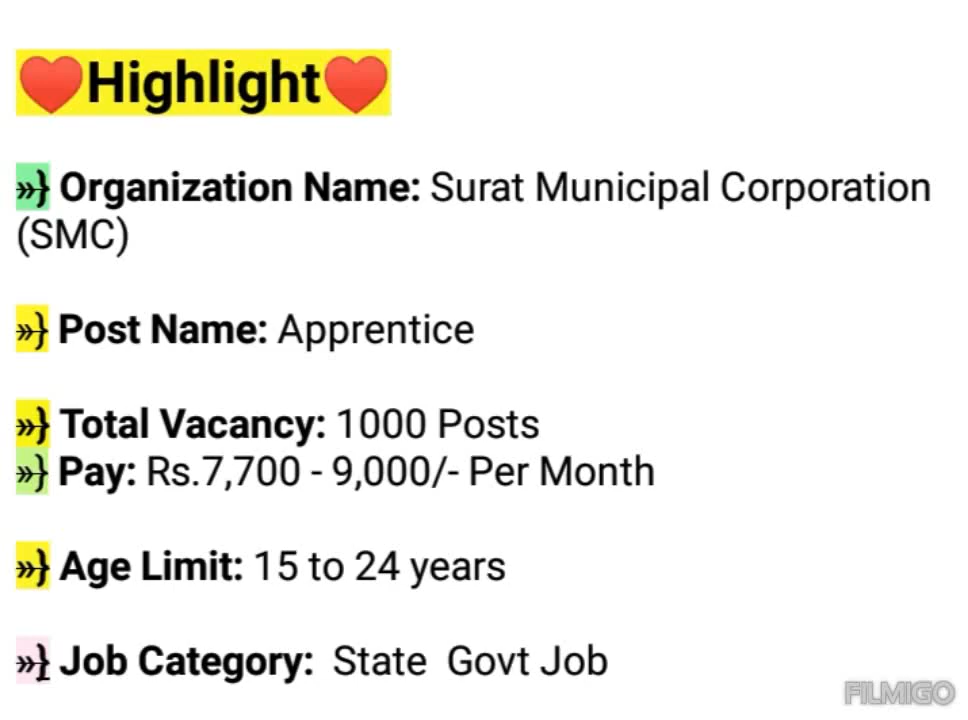 ♥Highlight♥
»} Organization Name: Surat Municipal Corporation
(SMC)
»} Post Name: Apprentice
»} Total Vacancy: 1000 Posts
»} Pay: Rs.7,700 - 9,000/- Per Month
»} Age Limit: 15 to 24 years
»} Job Category: State Govt Job
FILMIGO